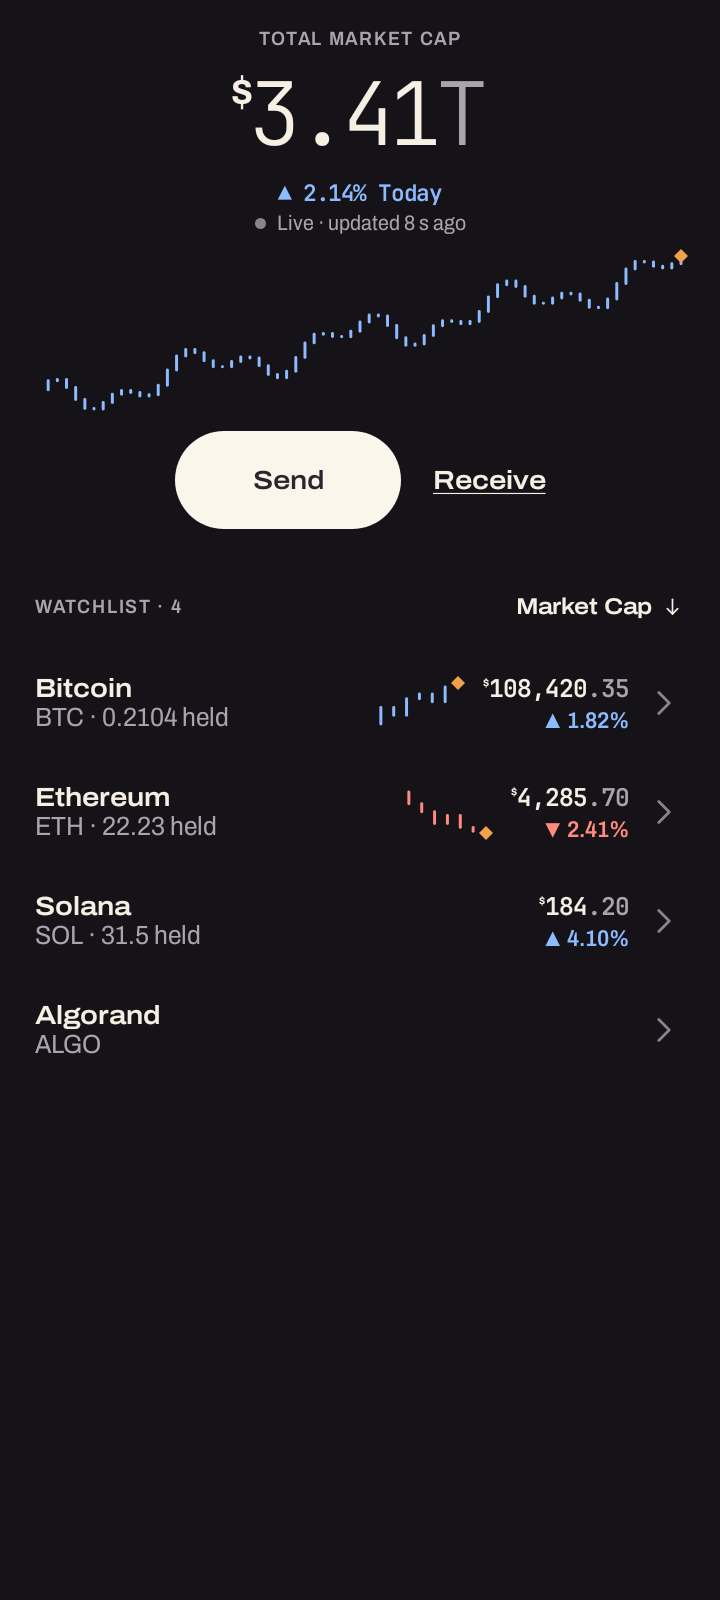 TOTAL MARKET CAP
$3.41T
▲ 2.14% Today
Live · updated 8 s ago
Send
Receive
WATCHLIST · 4
Market Cap ↓
Bitcoin
$108,420.35
BTC · 0.2104 held
▲ 1.82%
Ethereum
$4,285.70
ETH · 22.23 held
▼ 2.41%
Solana
$184.20
SOL · 31.5 held
▲ 4.10%
Algorand
ALGO